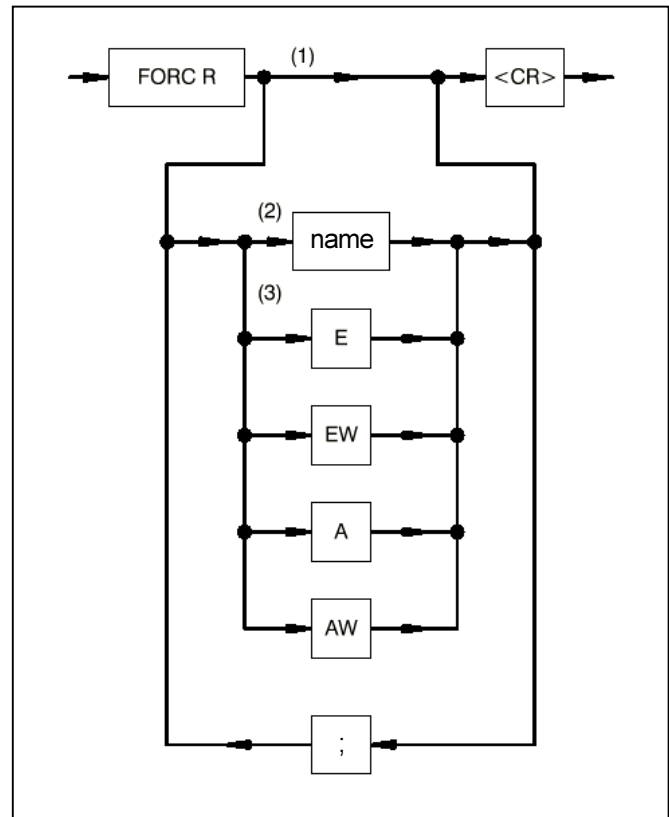 (1)
FORC R
<CR>
(2)
name
(3)
E
EW
A
AW
;